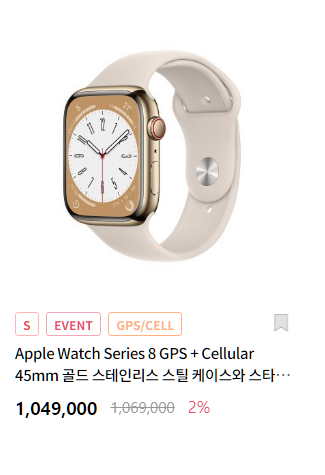 S EVENT GPS/CELL
Apple Watch Series 8 GPS + Cellular
45mm 골드 스테인리스 스틸 케이스와 스타…
1,049,000 1,069,000 2%